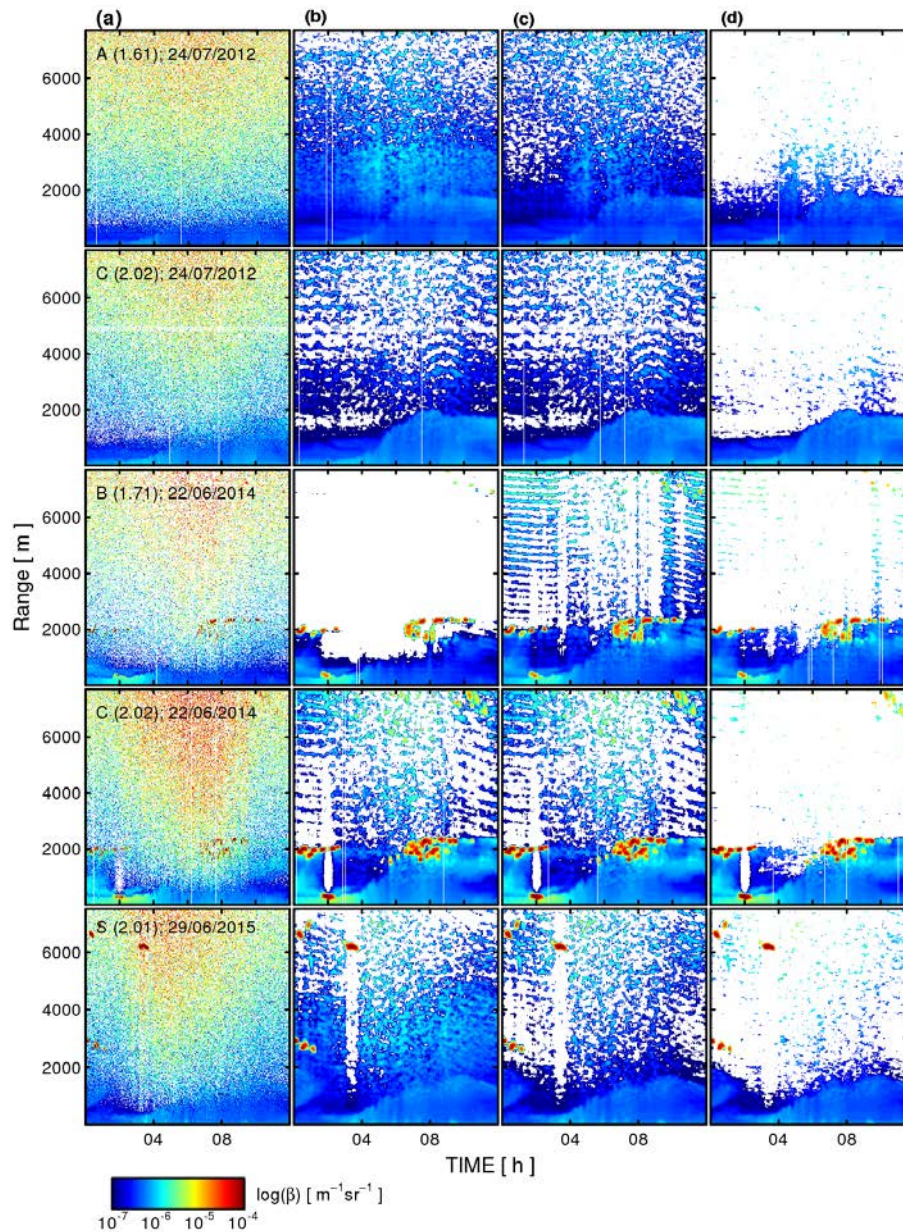 (a) (b) (c) (d)
A (1.61); 24/07/2012
6000
4000
2000
C (2.02); 24/07/2012
6000
4000
2000
B (1.71); 22/06/2014
6000
4000
2000
C (2.02); 22/06/2014
6000
4000
2000
S (2.01); 29/06/2015
6000
4000
2000
Range [ m ]
04 08 04 08 04 08 04 08
TIME [ h ]
log(β) [ m⁻¹sr⁻¹ ]
10⁻⁷ 10⁻⁶ 10⁻⁵ 10⁻⁴